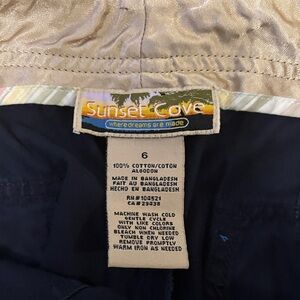 Sunset Cove
where dreams are made
6
100% COTTON/COTON
ALGODON
MADE IN BANGLADESH
FAIT AU BANGLADESH
HECHO EN BANGLADESH
RN# 104521
CA# 29438
MACHINE WASH COLD
GENTLE CYCLE
WITH LIKE COLORS
ONLY NON CHLORINE
BLEACH WHEN NEEDED
TUMBLE DRY LOW
REMOVE PROMPTLY
WARM IRON AS NEEDED